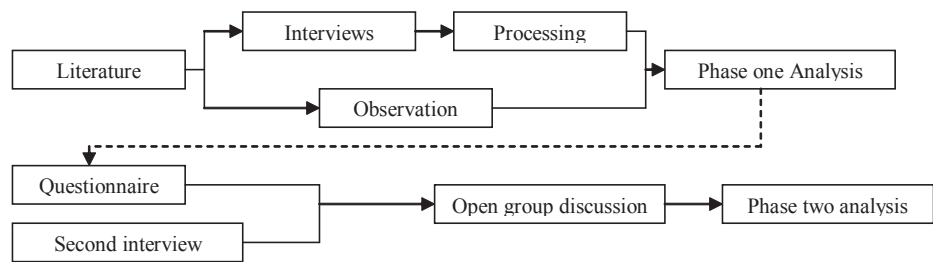 Interviews
Processing
Literature
Phase one Analysis
Observation
Questionnaire
Open group discussion
Phase two analysis
Second interview